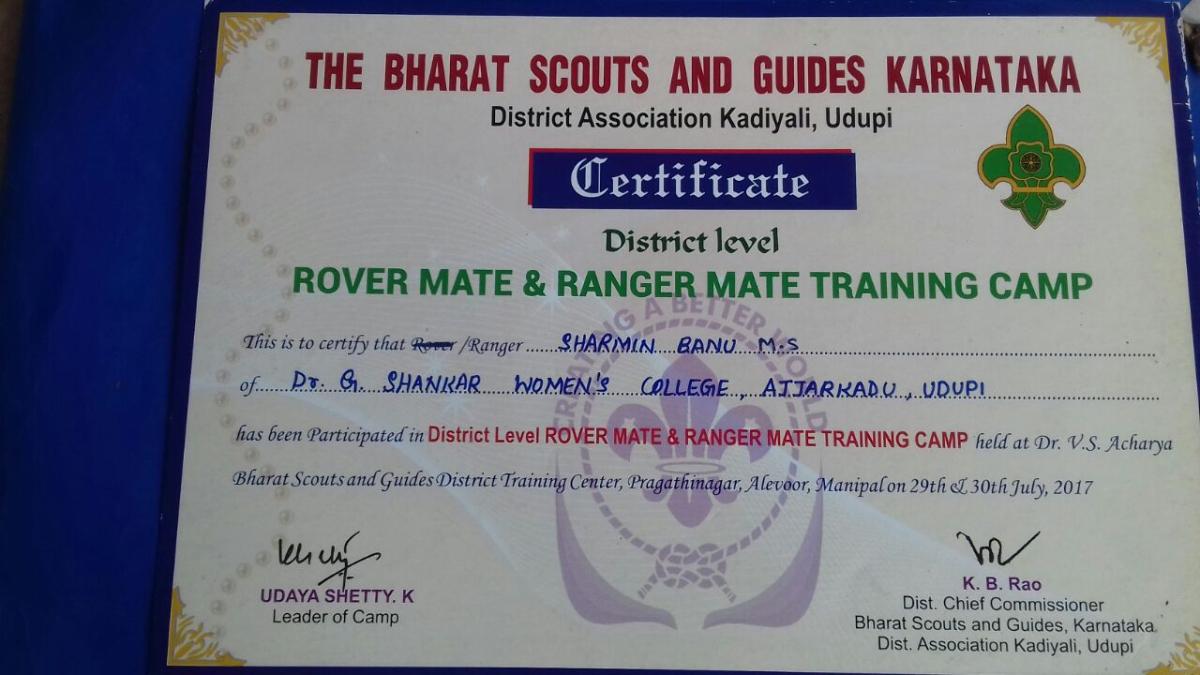 THE BHARAT SCOUTS AND GUIDES KARNATAKA
District Association Kadiyali, Udupi
Certificate
District level
ROVER MATE & RANGER MATE TRAINING CAMP
CREATING A BETTER WORLD
This is to certify that Rover /Ranger ...... SHARMIN BANU M.S
of...... Dr. G. SHANKAR WOMEN'S COLLEGE, AJJARKADU, UDUPI
has been Participated in District Level ROVER MATE & RANGER MATE TRAINING CAMP held at Dr. V.S. Acharya
Bharat Scouts and Guides District Training Center, Pragathinagar, Alevoor, Manipal on 29th & 30th July, 2017
UDAYA SHETTY. K
Leader of Camp
K. B. Rao
Dist. Chief Commissioner
Bharat Scouts and Guides, Karnataka
Dist. Association Kadiyali, Udupi